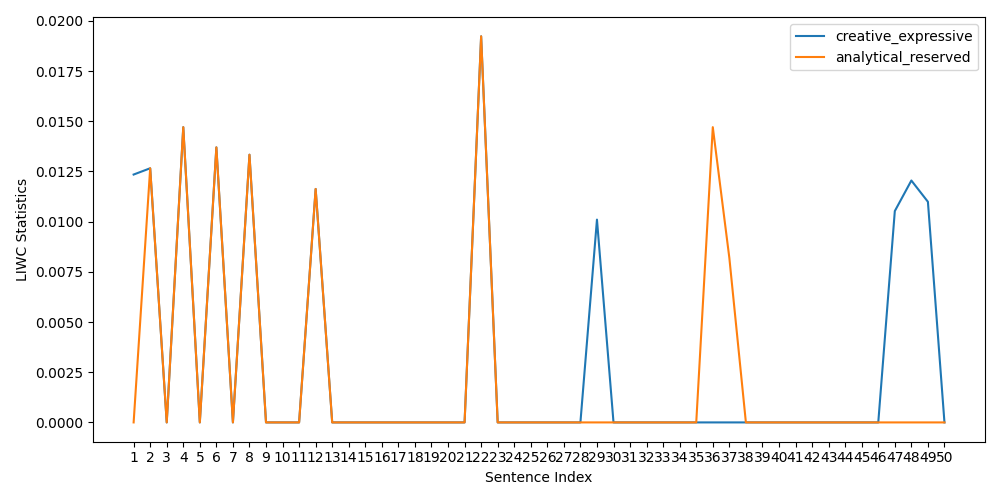 0.0200
0.0175
0.0150
0.0125
0.0100
0.0075
0.0050
0.0025
0.0000
LIWC Statistics
creative_expressive
analytical_reserved
1 2 3 4 5 6 7 8 9 10 11 12 13 14 15 16 17 18 19 20 21 22 23 24 25 26 27 28 29 30 31 32 33 34 35 36 37 38 39 40 41 42 43 44 45 46 47 48 49 50
Sentence Index